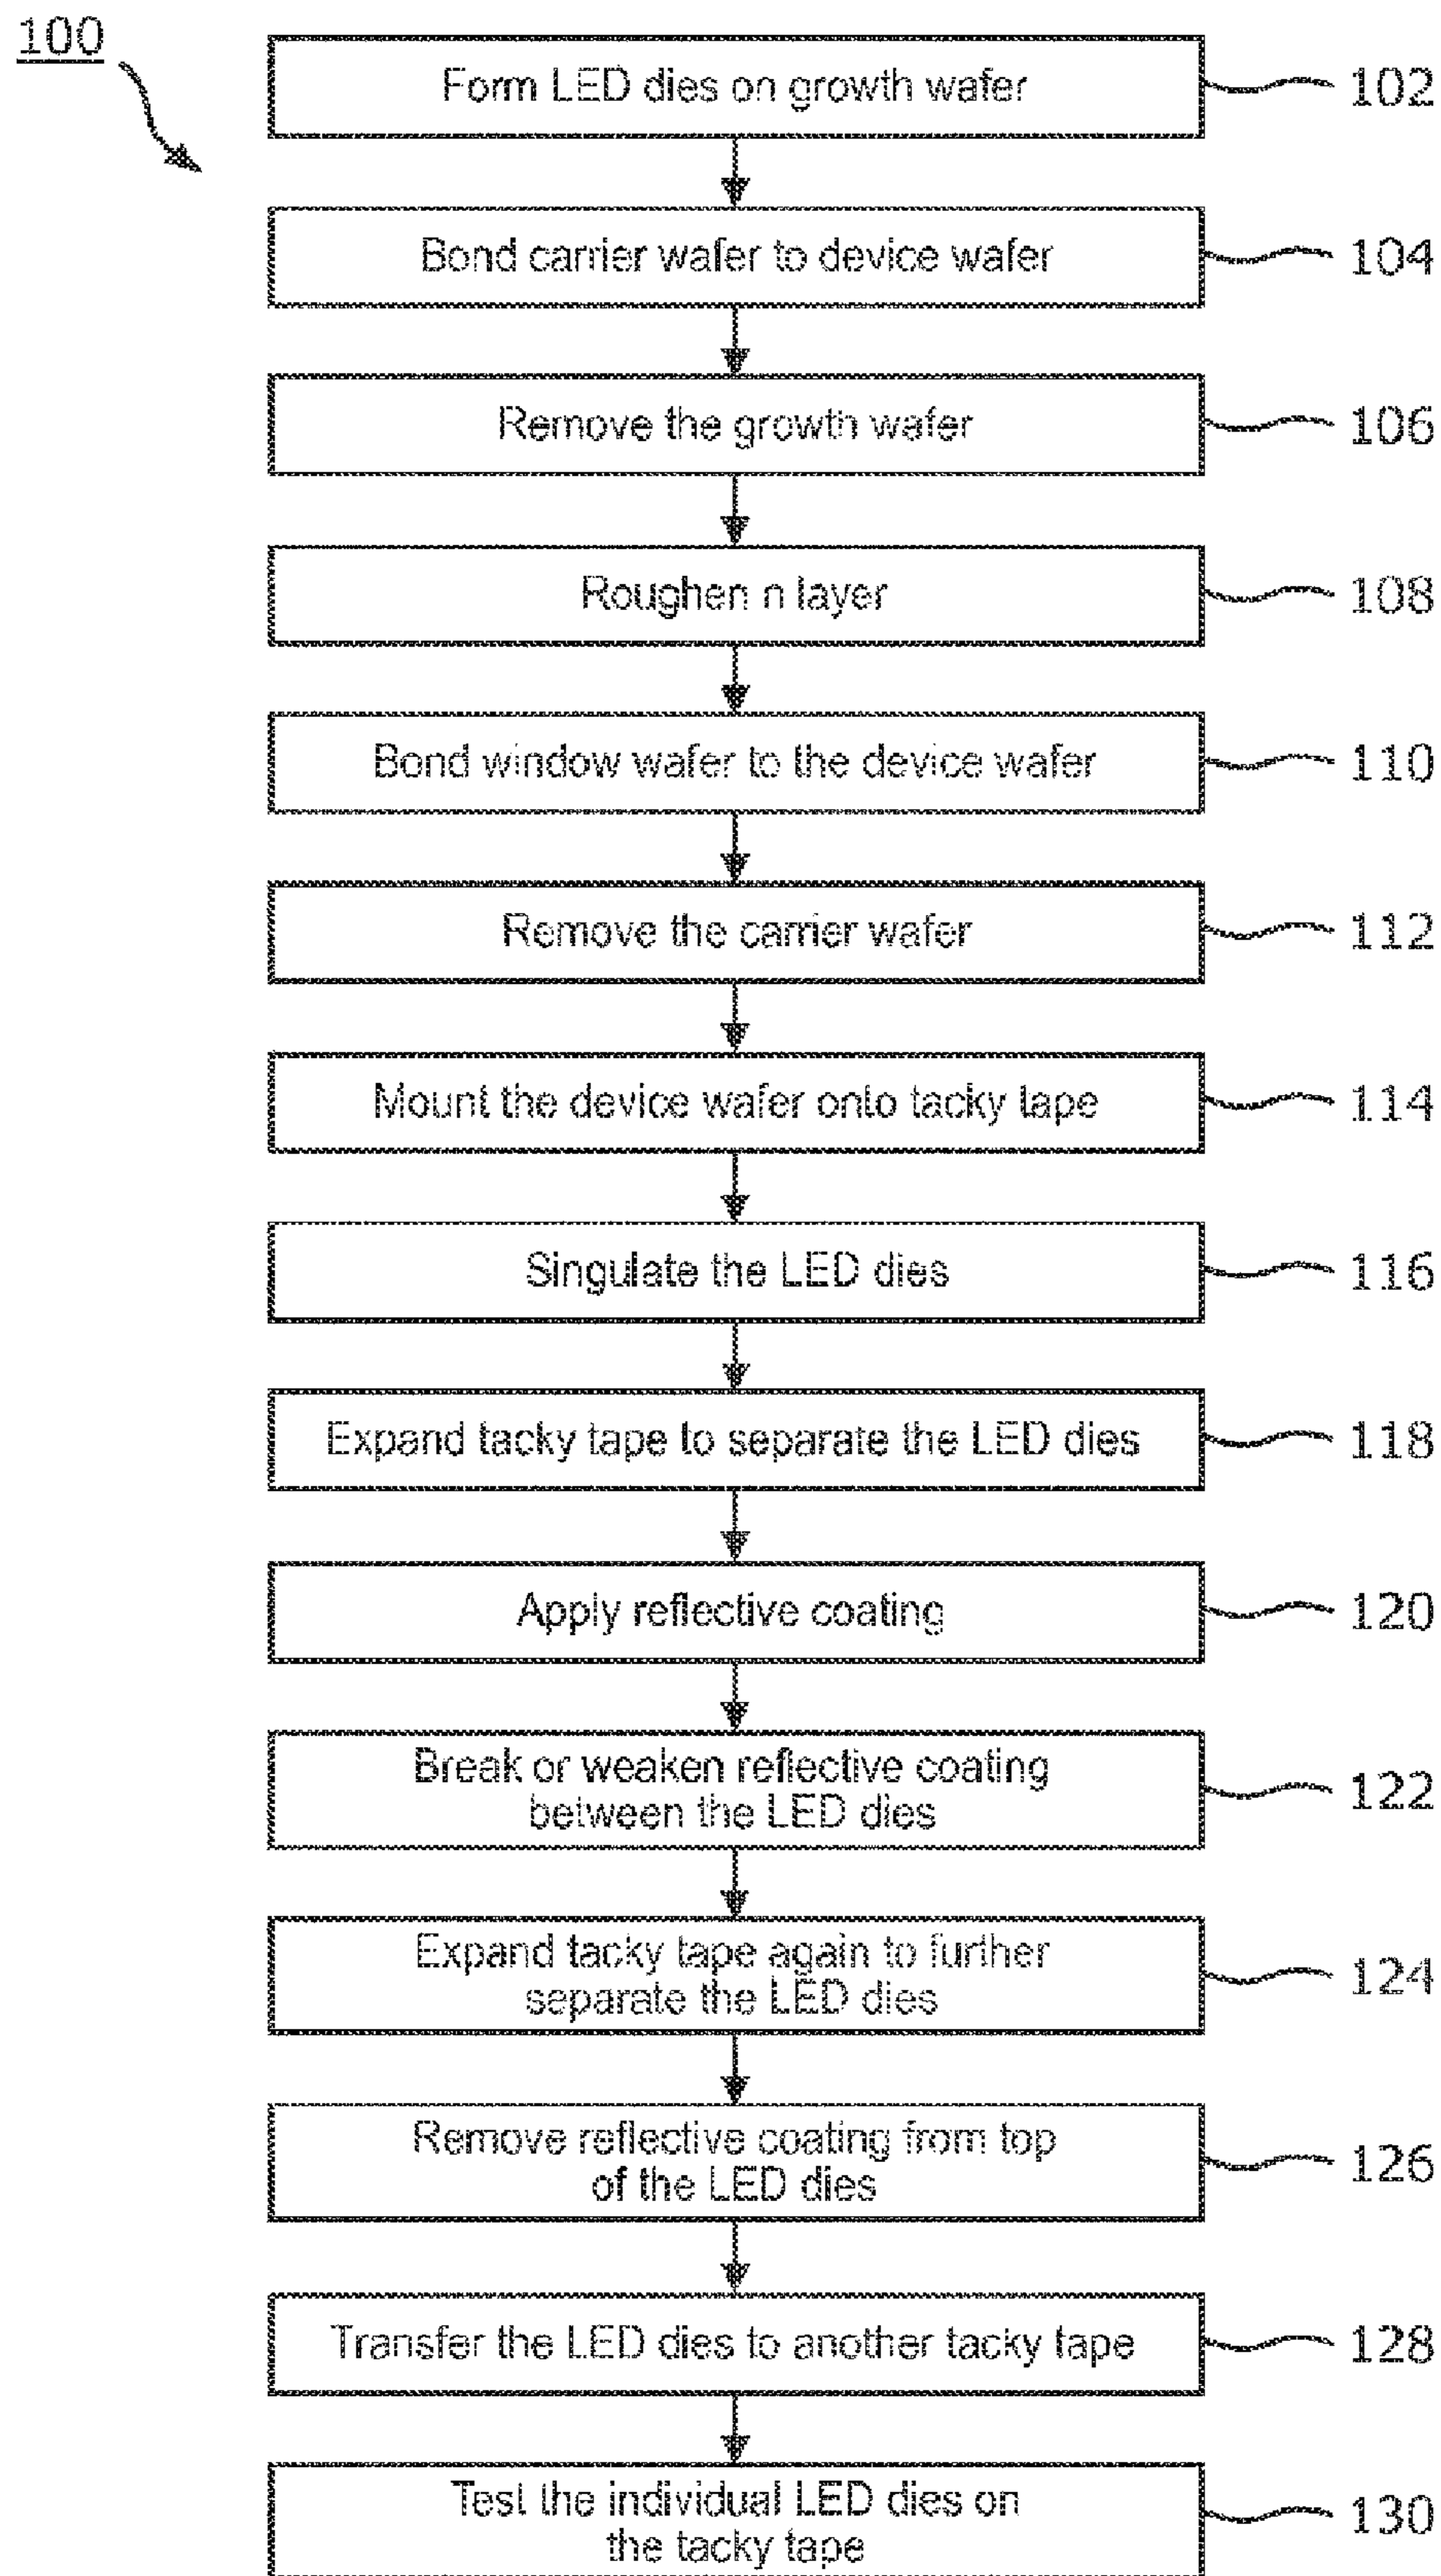 100
Form LED dies on growth wafer
102
Bond carrier wafer to device wafer
104
Remove the growth wafer
106
Roughen n layer
108
Bond window wafer to the device wafer
110
Remove the carrier wafer
112
Mount the device wafer onto tacky tape
114
Singulate the LED dies
116
Expand tacky tape to separate the LED dies
118
Apply reflective coating
120
Break or weaken reflective coating
between the LED dies
122
Expand tacky tape again to further
separate the LED dies
124
Remove reflective coating from top
of the LED dies
126
Transfer the LED dies to another tacky tape
128
Test the individual LED dies on
the tacky tape
130